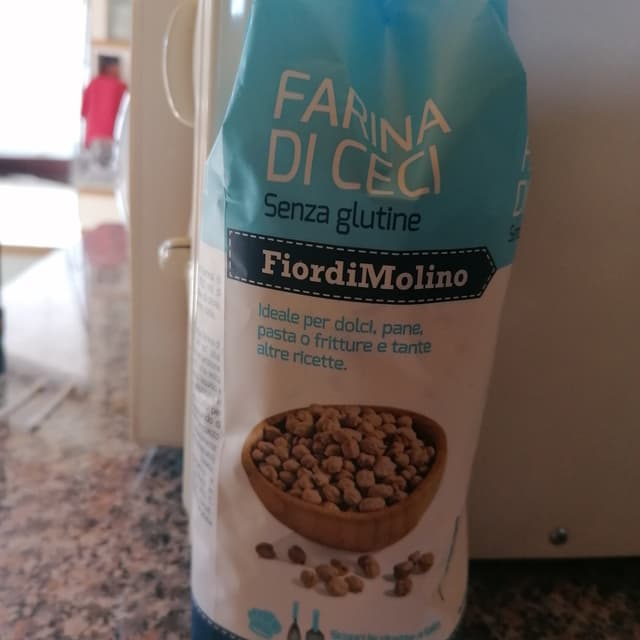 FARINA
DI CECI
Senza glutine
FiordiMolino
Ideale per dolci, pane,
pasta o fritture e tante
altre ricette.